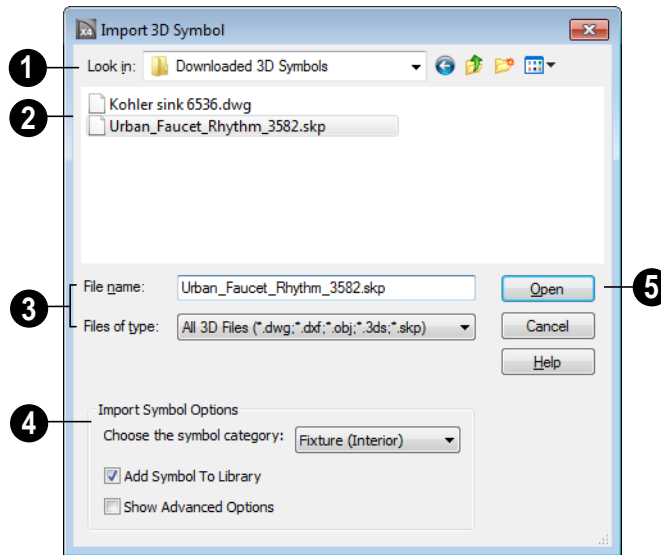 X4 Import 3D Symbol
1 Look in: Downloaded 3D Symbols
2 Kohler sink 6536.dwg
Urban_Faucet_Rhythm_3582.skp
File name: Urban_Faucet_Rhythm_3582.skp Open 5
3
Files of type: All 3D Files (*.dwg;*.dxf;*.obj;*.3ds;*.skp) Cancel
Help
4 Import Symbol Options
Choose the symbol category: Fixture (Interior)
Add Symbol To Library
Show Advanced Options